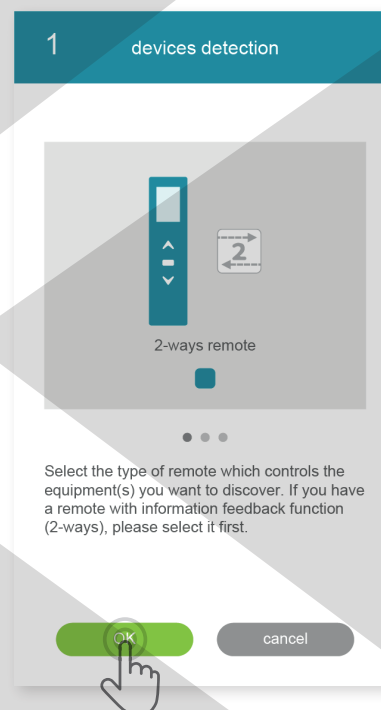 1 devices detection
2
2-ways remote
Select the type of remote which controls the
equipment(s) you want to discover. If you have
a remote with information feedback function
(2-ways), please select it first.
OK cancel